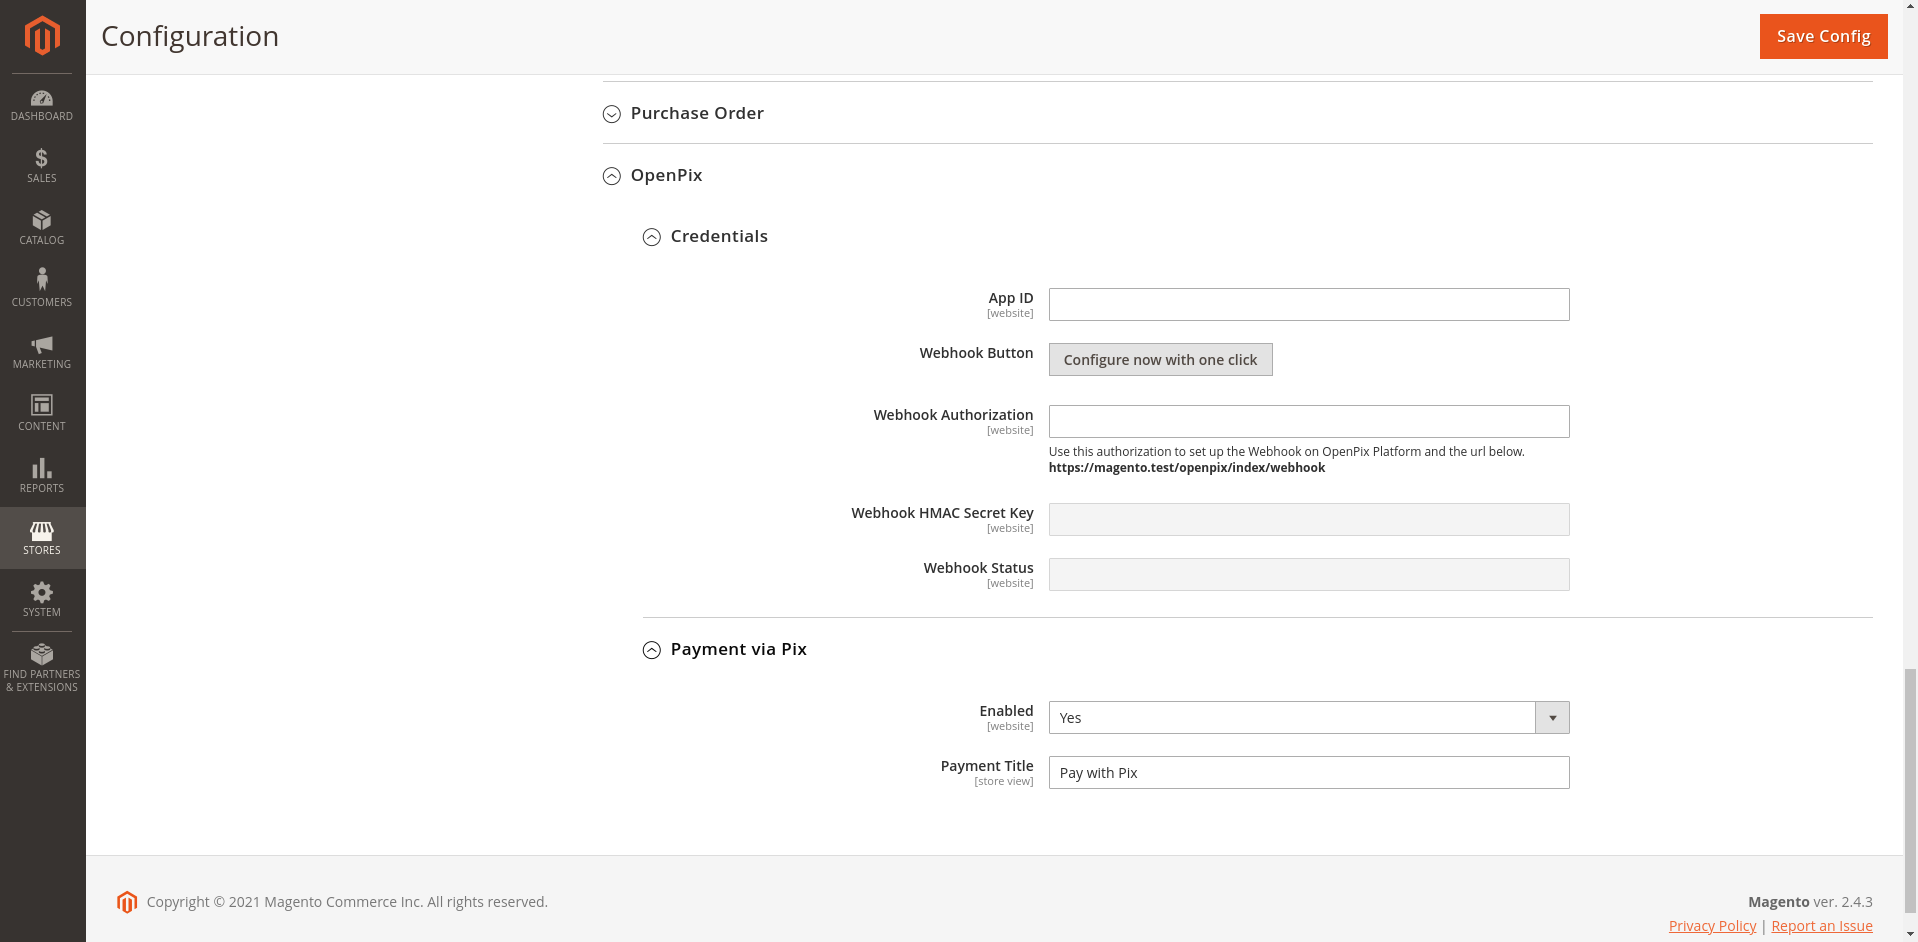 Configuration
Save Config
DASHBOARD
SALES
CATALOG
CUSTOMERS
MARKETING
CONTENT
REPORTS
STORES
SYSTEM
FIND PARTNERS
& EXTENSIONS
Purchase Order
OpenPix
Credentials
App ID
[website]
Webhook Button
Configure now with one click
Webhook Authorization
[website]
Use this authorization to set up the Webhook on OpenPix Platform and the url below.
https://magento.test/openpix/index/webhook
Webhook HMAC Secret Key
[website]
Webhook Status
[website]
Payment via Pix
Enabled
[website]
Yes
Payment Title
[store view]
Pay with Pix
Copyright © 2021 Magento Commerce Inc. All rights reserved.
Magento ver. 2.4.3
Privacy Policy | Report an Issue